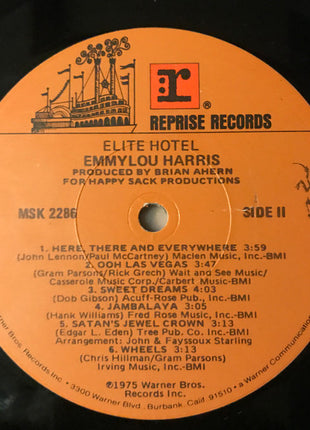 r
®
REPRISE RECORDS
ELITE HOTEL
EMMYLOU HARRIS
PRODUCED BY BRIAN AHERN
FOR HAPPY SACK PRODUCTIONS
MSK 2286
SIDE II
1. HERE, THERE AND EVERYWHERE 3:59
(John Lennon/Paul McCartney) Maclen Music, Inc.-BMI
2. OOH LAS VEGAS 3:47
(Gram Parsons/Rick Grech) Wait and See Music/
Casserole Music Corp./Carbert Music-BMI
3. SWEET DREAMS 4:03
(Dob Gibson) Acuff-Rose Pub., Inc-BMI
4. JAMBALAYA 3:05
(Hank Williams) Fred Rose Music, Inc.-BMI
5. SATAN'S JEWEL CROWN 3:13
(Edgar L. Eden) Tree Pub. Co. Inc-BMI
Arrangement: John & Fayssoux Starling
6. WHEELS 3:13
(Chris Hillman/Gram Parsons)
Irving Music, Inc.-BMI
℗1975 Warner Bros.
Records Inc.
Bros. Records Inc., a Warner Communications
3300 Warner Blvd., Burbank, Calif. 91510